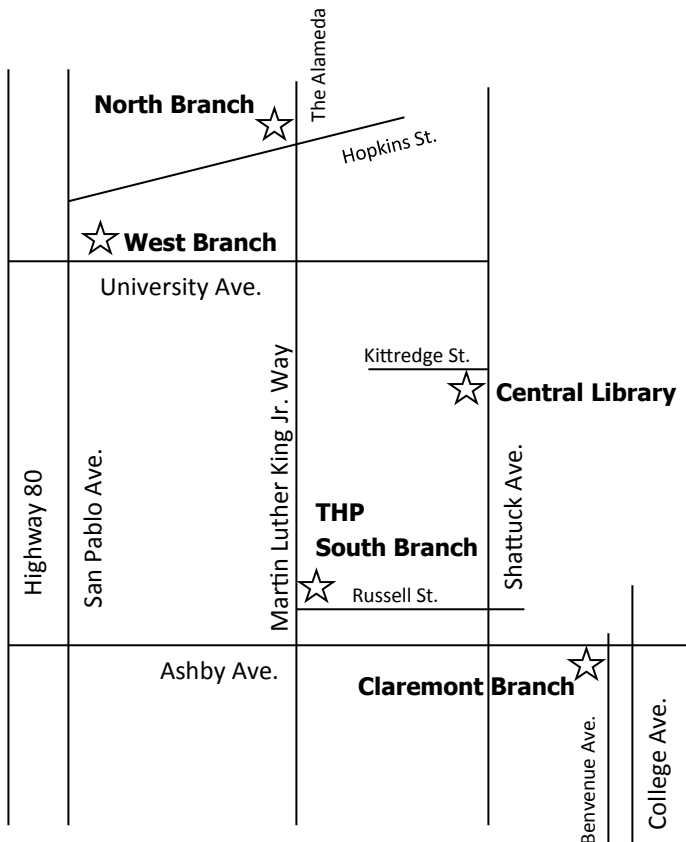 The Alameda
North Branch
Hopkins St.
West Branch
University Ave.
Kittredge St.
Central Library
Martin Luther King Jr. Way
Highway 80
San Pablo Ave.
Shattuck Ave.
THP
South Branch
Russell St.
Ashby Ave.
Claremont Branch
Benvenue Ave.
College Ave.